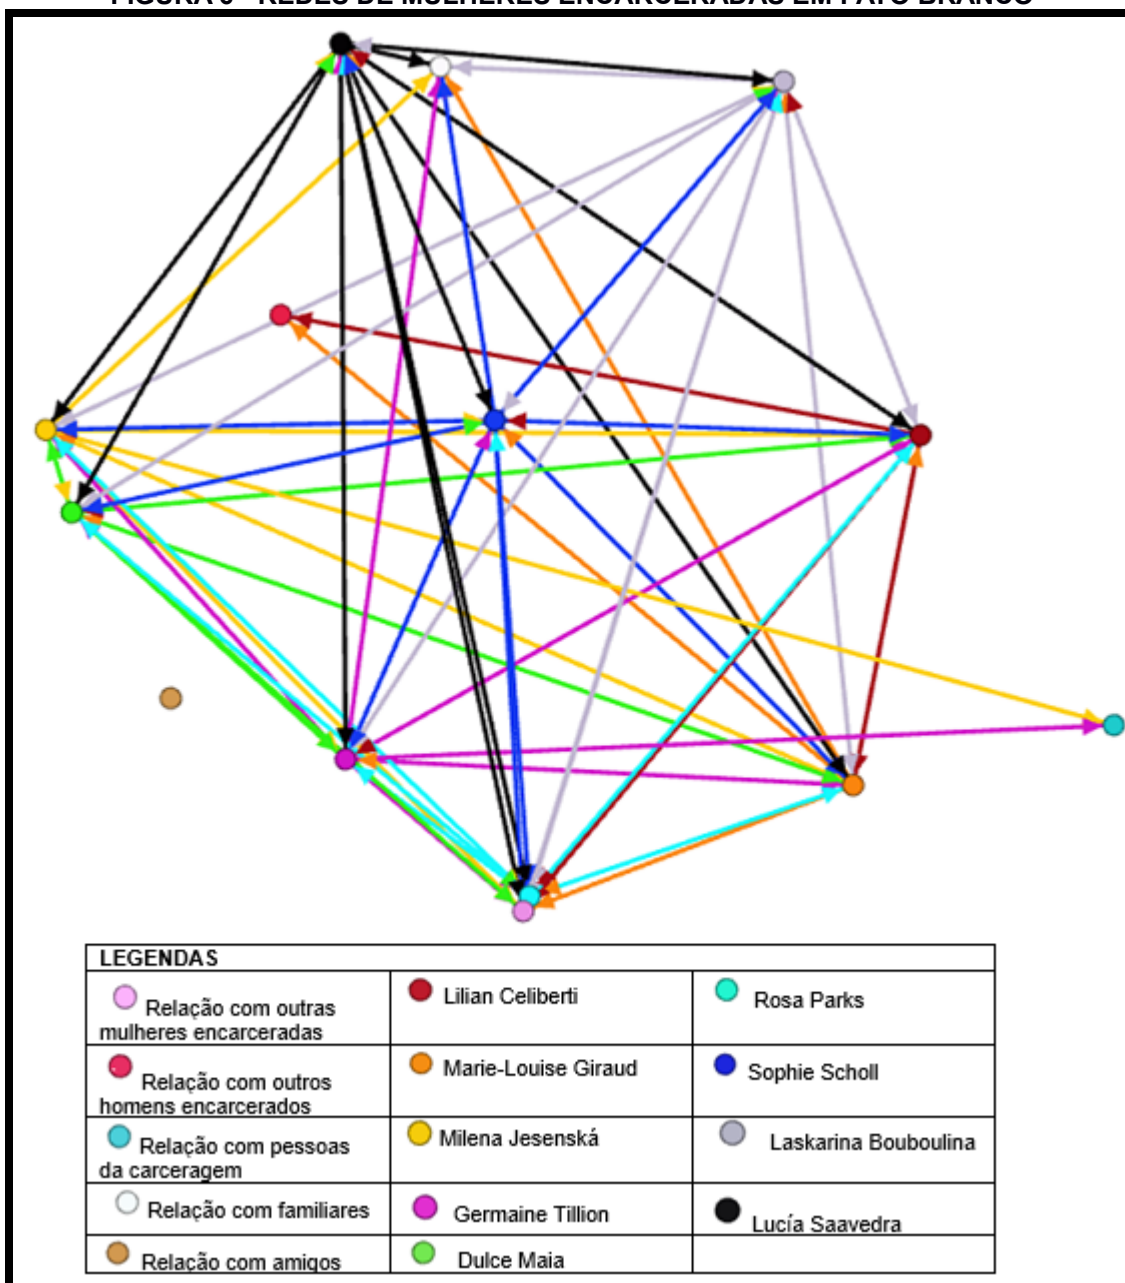 LEGENDAS
Relação com outras
mulheres encarceradas
Lilian Celiberti
Rosa Parks
Relação com outros
homens encarcerados
Marie-Louise Giraud
Sophie Scholl
Relação com pessoas
da carceragem
Milena Jesenská
Laskarina Bouboulina
Relação com familiares
Germaine Tillion
Lucía Saavedra
Relação com amigos
Dulce Maia